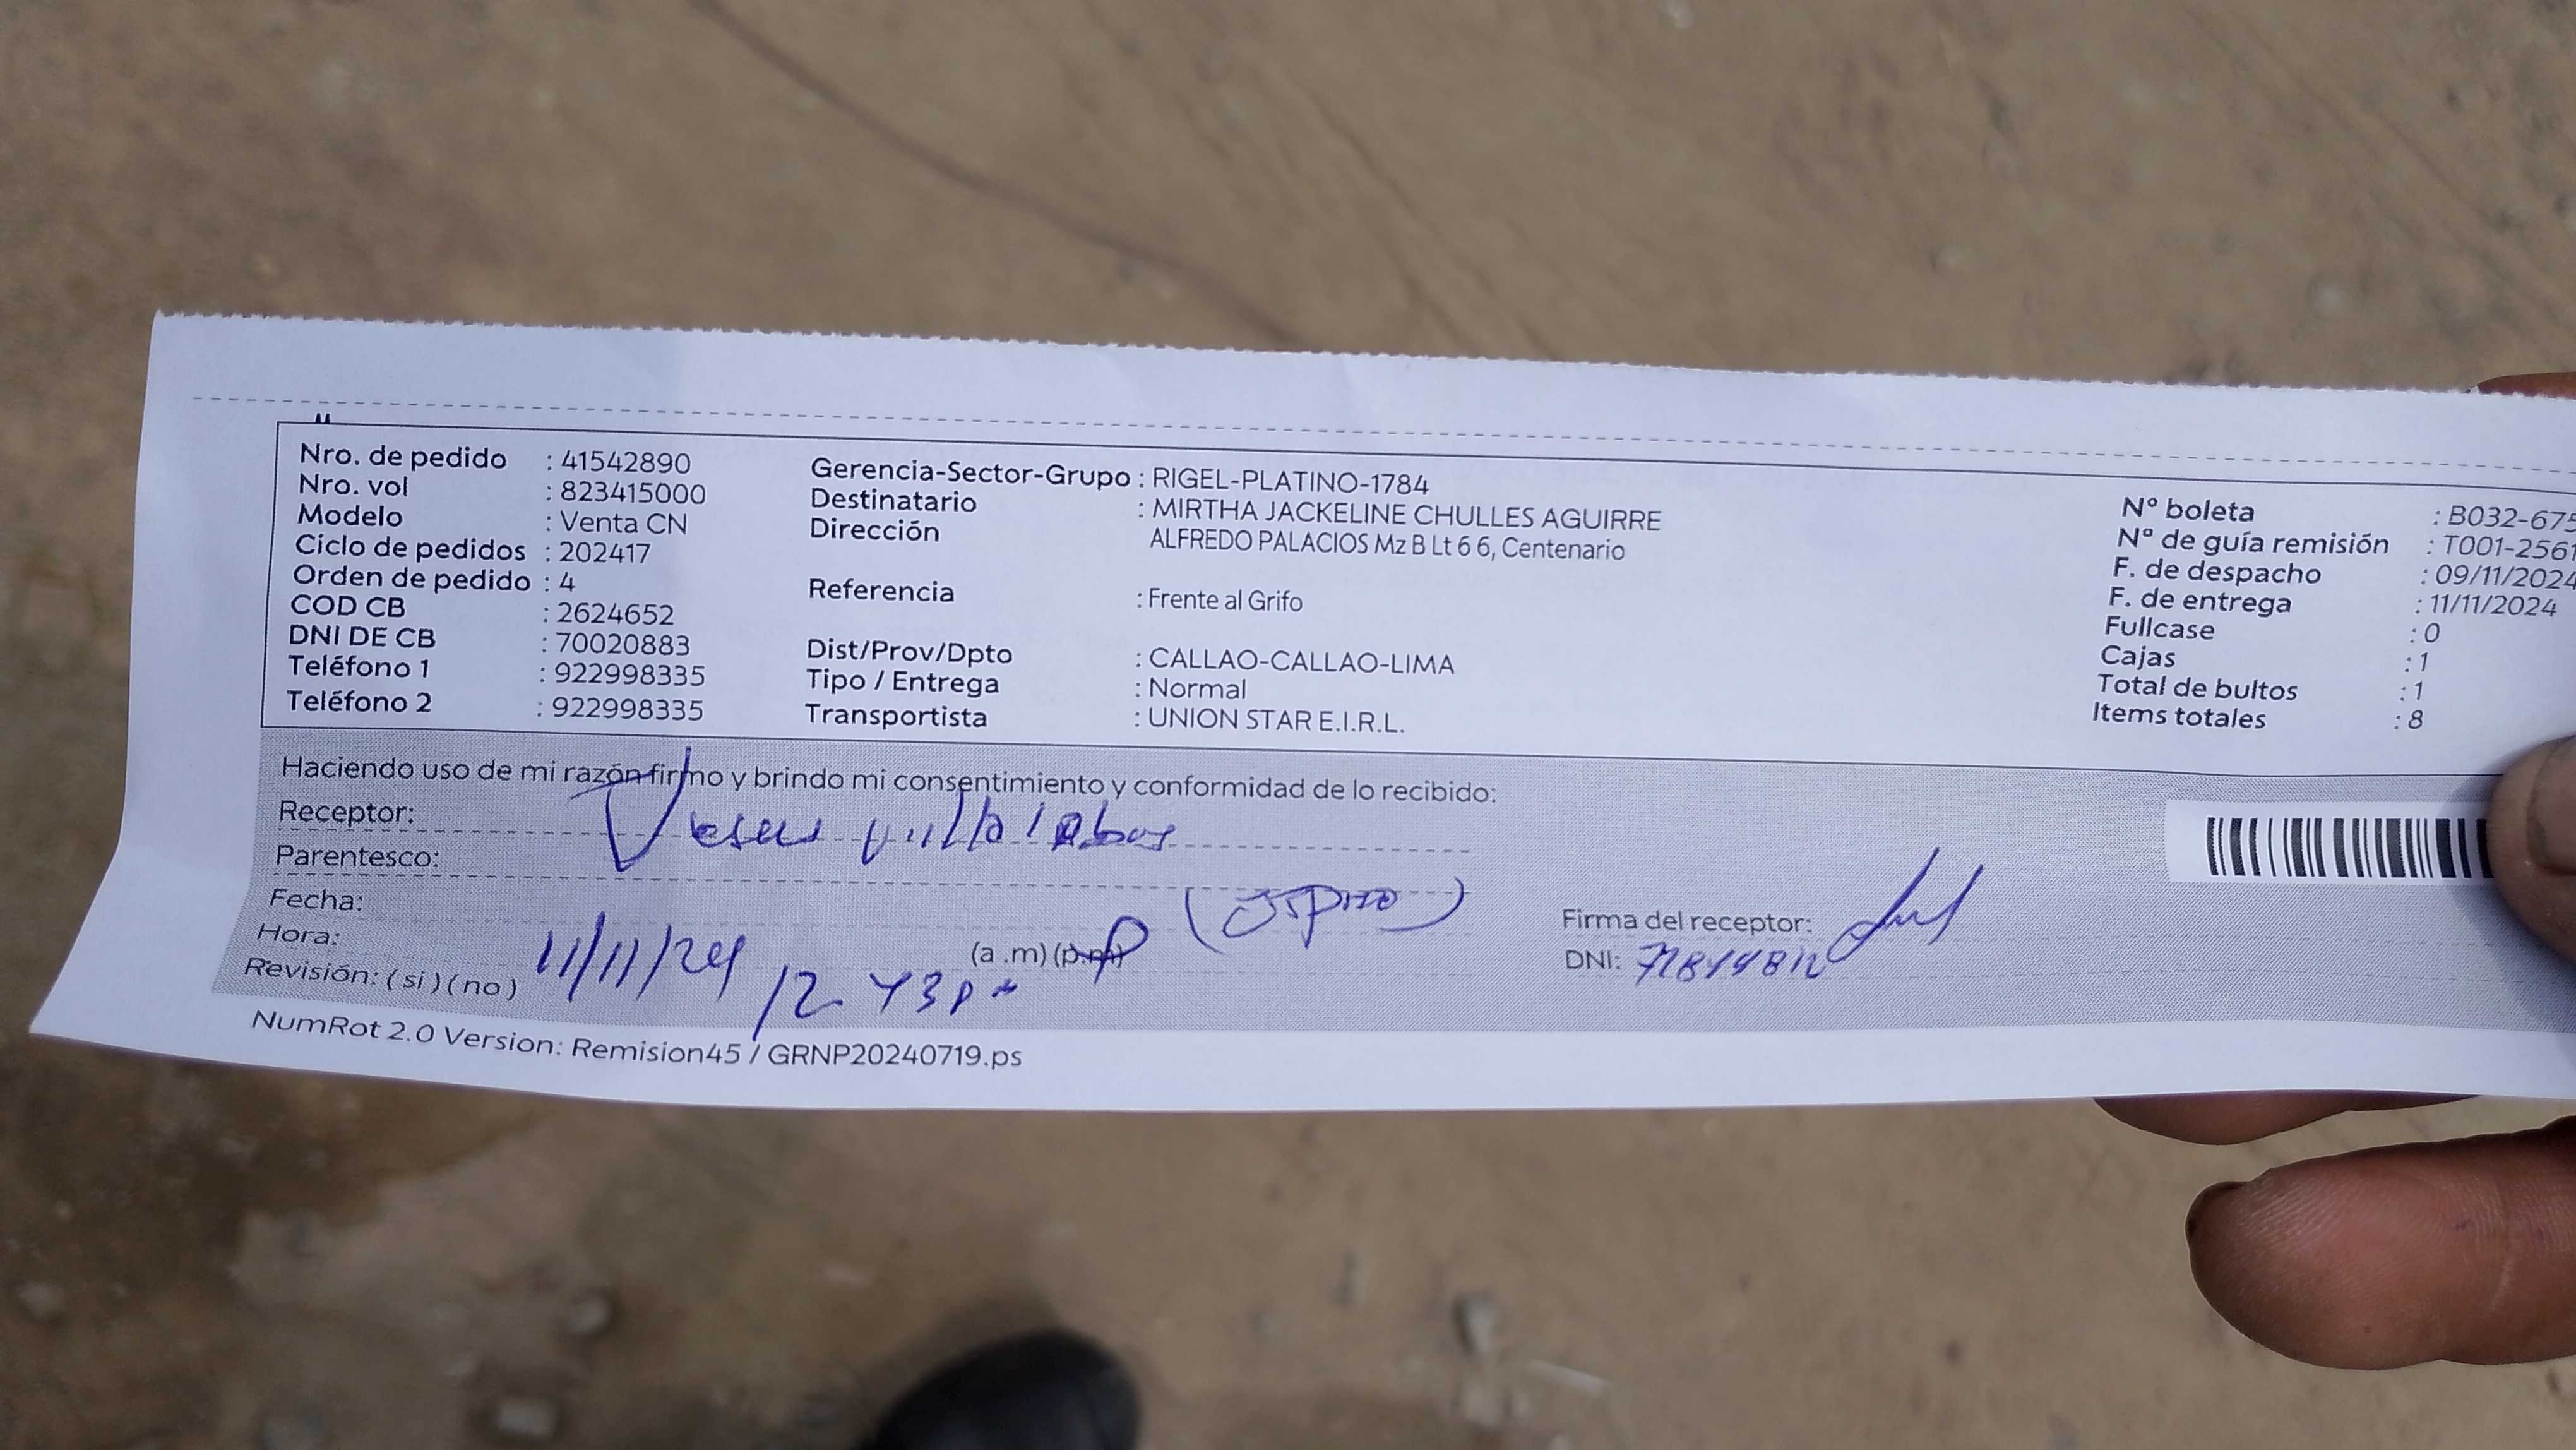 Nro. de pedido : 41542890
Nro. vol : 823415000
Modelo : Venta CN
Ciclo de pedidos : 202417
Orden de pedido : 4
COD CB : 2624652
DNI DE CB : 70020883
Teléfono 1 : 922998335
Teléfono 2 : 922998335
Gerencia-Sector-Grupo : RIGEL-PLATINO-1784
Destinatario : MIRTHA JACKELINE CHULLES AGUIRRE
Dirección ALFREDO PALACIOS Mz B Lt 6 6, Centenario
Referencia : Frente al Grifo
Dist/Prov/Dpto : CALLAO-CALLAO-LIMA
Tipo / Entrega : Normal
Transportista : UNION STAR E.I.R.L.
N° boleta : B032-675
N° de guía remisión : T001-2561
F. de despacho : 09/11/2024
F. de entrega : 11/11/2024
Fullcase : 0
Cajas : 1
Total de bultos : 1
Items totales : 8
Haciendo uso de mi razón firmo y brindo mi consentimiento y conformidad de lo recibido:
Receptor: Jesus villalobos
Parentesco:
Fecha: 11/11/24
Hora: 12 43 pm (a .m) (p.m)
Revisión: ( si ) ( no )
Firma del receptor:
DNI:
NumRot 2.0 Version: Remision45 / GRNP20240719.ps